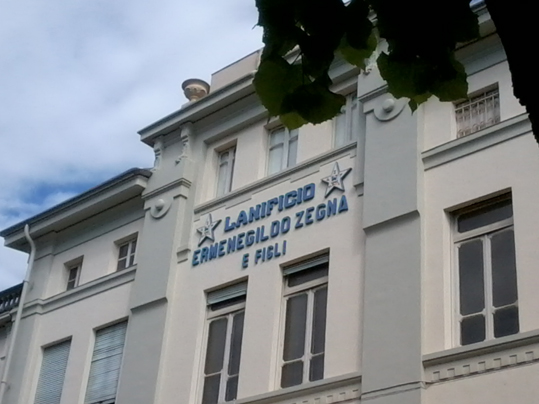 LANIFICIO
ERMENEGILDO ZEGNA
E FIGLI